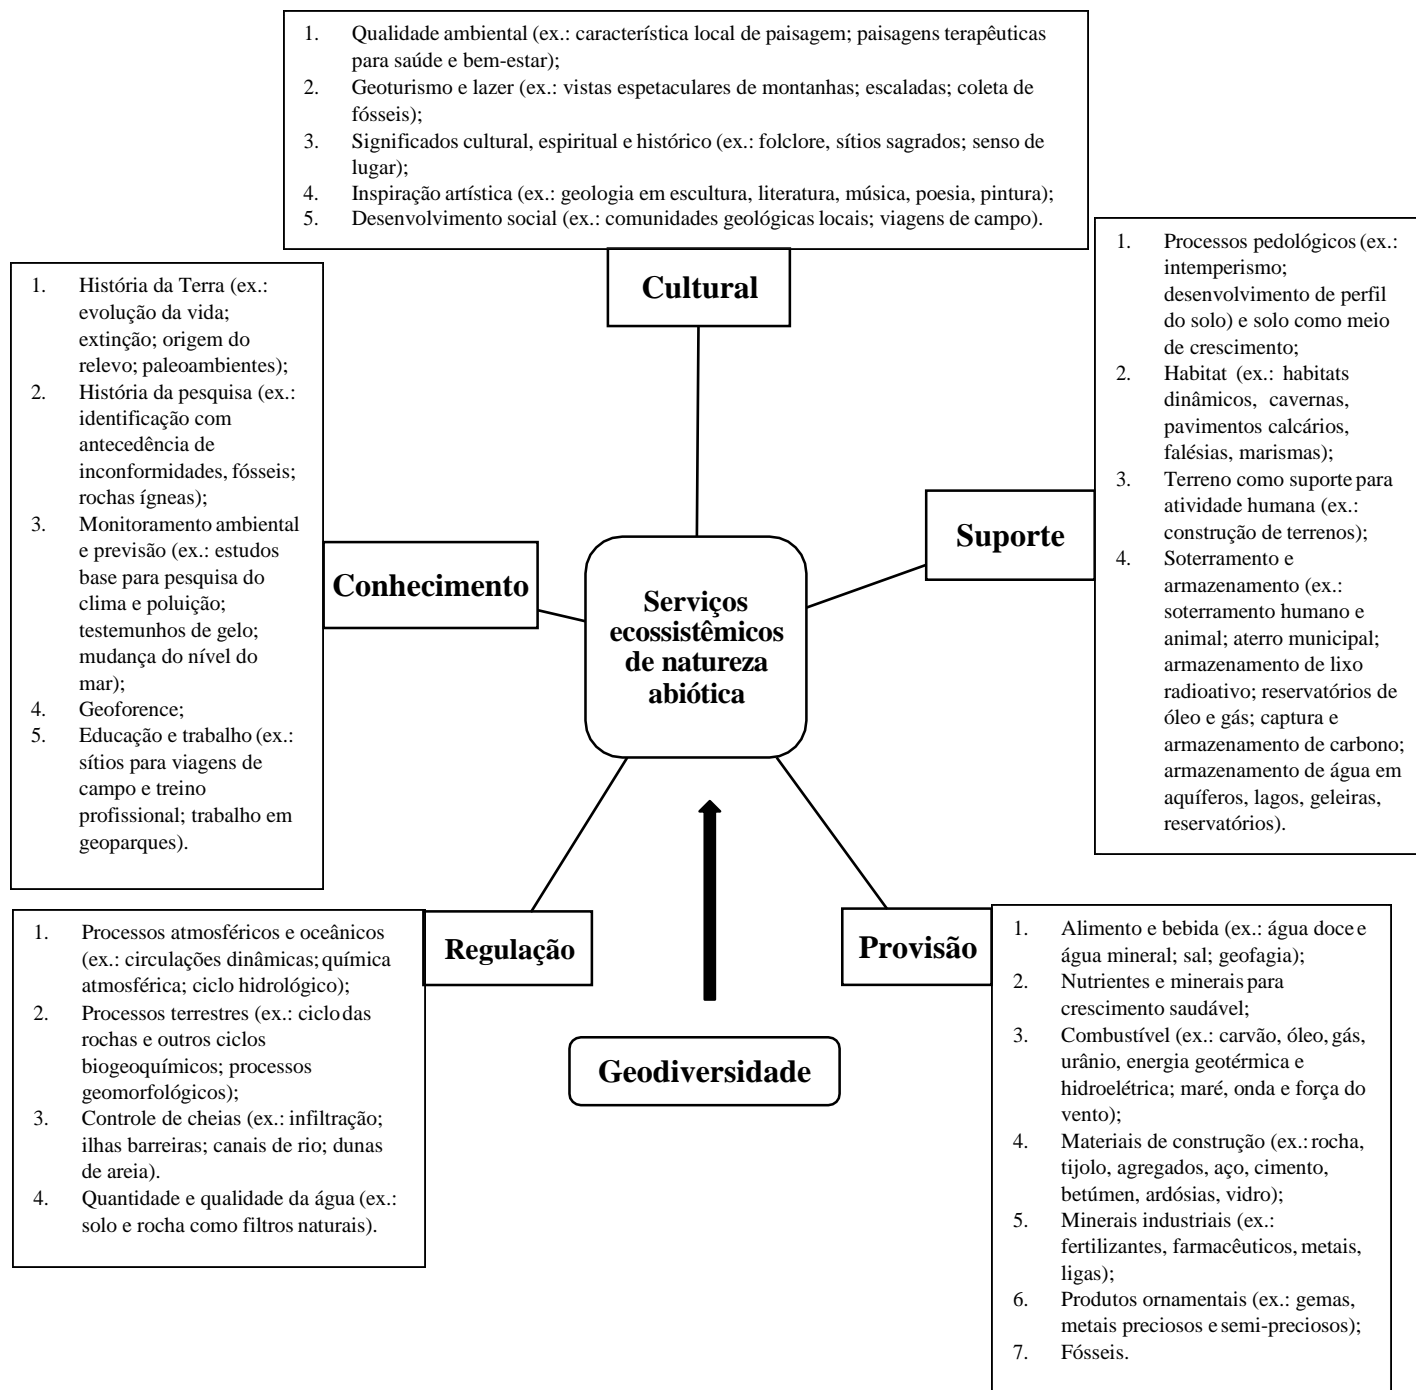 1. Qualidade ambiental (ex.: característica local de paisagem; paisagens terapêuticas
para saúde e bem-estar);
2. Geoturismo e lazer (ex.: vistas espetaculares de montanhas; escaladas; coleta de
fósseis);
3. Significados cultural, espiritual e histórico (ex.: folclore, sítios sagrados; senso de
lugar);
4. Inspiração artística (ex.: geologia em escultura, literatura, música, poesia, pintura);
5. Desenvolvimento social (ex.: comunidades geológicas locais; viagens de campo).
Cultural
1. História da Terra (ex.:
evolução da vida;
extinção; origem do
relevo; paleoambientes);
2. História da pesquisa (ex.:
identificação com
antecedência de
inconformidades, fósseis;
rochas ígneas);
3. Monitoramento ambiental
e previsão (ex.: estudos
base para pesquisa do
clima e poluição;
testemunhos de gelo;
mudança do nível do
mar);
4. Geoforence;
5. Educação e trabalho (ex.:
sítios para viagens de
campo e treino
profissional; trabalho em
geoparques).
Conhecimento
Serviços
ecossistêmicos
de natureza
abiótica
Suporte
1. Processos pedológicos (ex.:
intemperismo;
desenvolvimento de perfil
do solo) e solo como meio
de crescimento;
2. Habitat (ex.: habitats
dinâmicos, cavernas,
pavimentos calcários,
falésias, marismas);
3. Terreno como suporte para
atividade humana (ex.:
construção de terrenos);
4. Soterramento e
armazenamento (ex.:
soterramento humano e
animal; aterro municipal;
armazenamento de lixo
radioativo; reservatórios de
óleo e gás; captura e
armazenamento de carbono;
armazenamento de água em
aquíferos, lagos, geleiras,
reservatórios).
1. Processos atmosféricos e oceânicos
(ex.: circulações dinâmicas; química
atmosférica; ciclo hidrológico);
2. Processos terrestres (ex.: ciclo das
rochas e outros ciclos
biogeoquímicos; processos
geomorfológicos);
3. Controle de cheias (ex.: infiltração;
ilhas barreiras; canais de rio; dunas
de areia).
4. Quantidade e qualidade da água (ex.:
solo e rocha como filtros naturais).
Regulação
Geodiversidade
Provisão
1. Alimento e bebida (ex.: água doce e
água mineral; sal; geofagia);
2. Nutrientes e minerais para
crescimento saudável;
3. Combustível (ex.: carvão, óleo, gás,
urânio, energia geotérmica e
hidroelétrica; maré, onda e força do
vento);
4. Materiais de construção (ex.: rocha,
tijolo, agregados, aço, cimento,
betúmen, ardósias, vidro);
5. Minerais industriais (ex.:
fertilizantes, farmacêuticos, metais,
ligas);
6. Produtos ornamentais (ex.: gemas,
metais preciosos e semi-preciosos);
7. Fósseis.